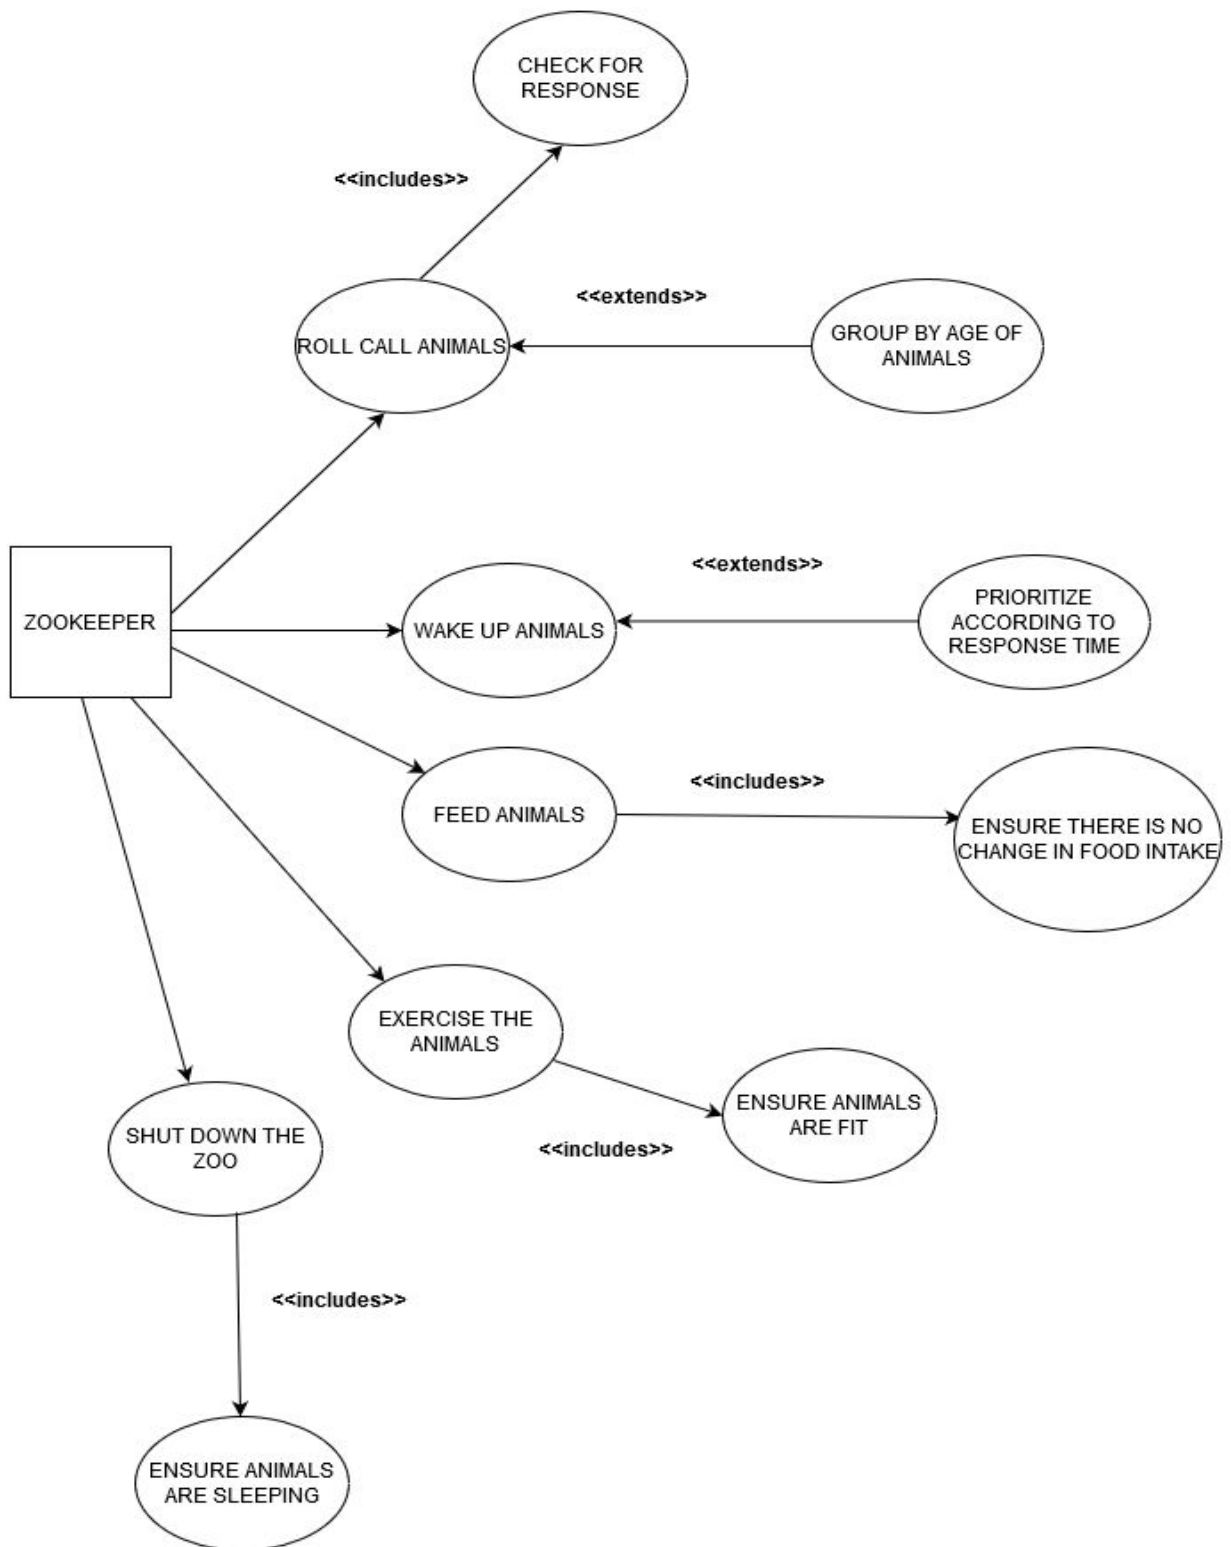 CHECK FOR
RESPONSE
<<includes>>
<<extends>>
ROLL CALL ANIMALS
GROUP BY AGE OF
ANIMALS
ZOOKEEPER
<<extends>>
WAKE UP ANIMALS
PRIORITIZE
ACCORDING TO
RESPONSE TIME
<<includes>>
FEED ANIMALS
ENSURE THERE IS NO
CHANGE IN FOOD INTAKE
EXERCISE THE
ANIMALS
ENSURE ANIMALS
ARE FIT
<<includes>>
SHUT DOWN THE
ZOO
<<includes>>
ENSURE ANIMALS
ARE SLEEPING